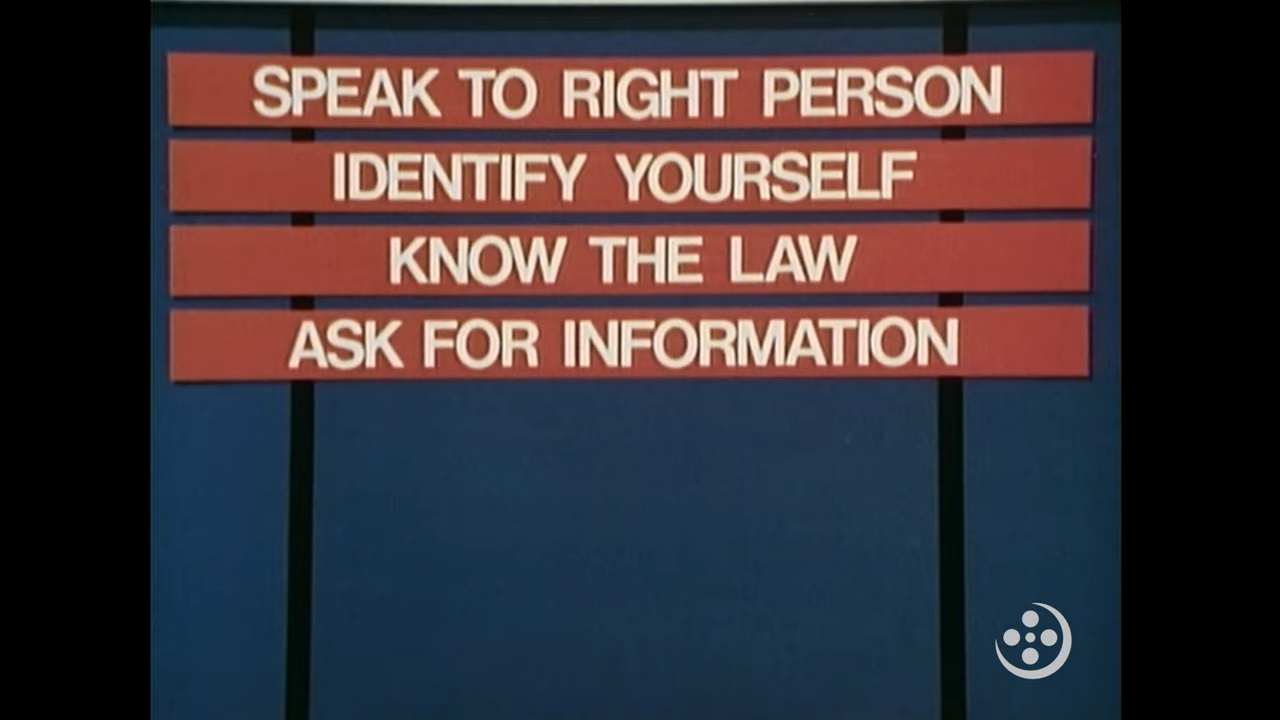 SPEAK TO RIGHT PERSON
IDENTIFY YOURSELF
KNOW THE LAW
ASK FOR INFORMATION